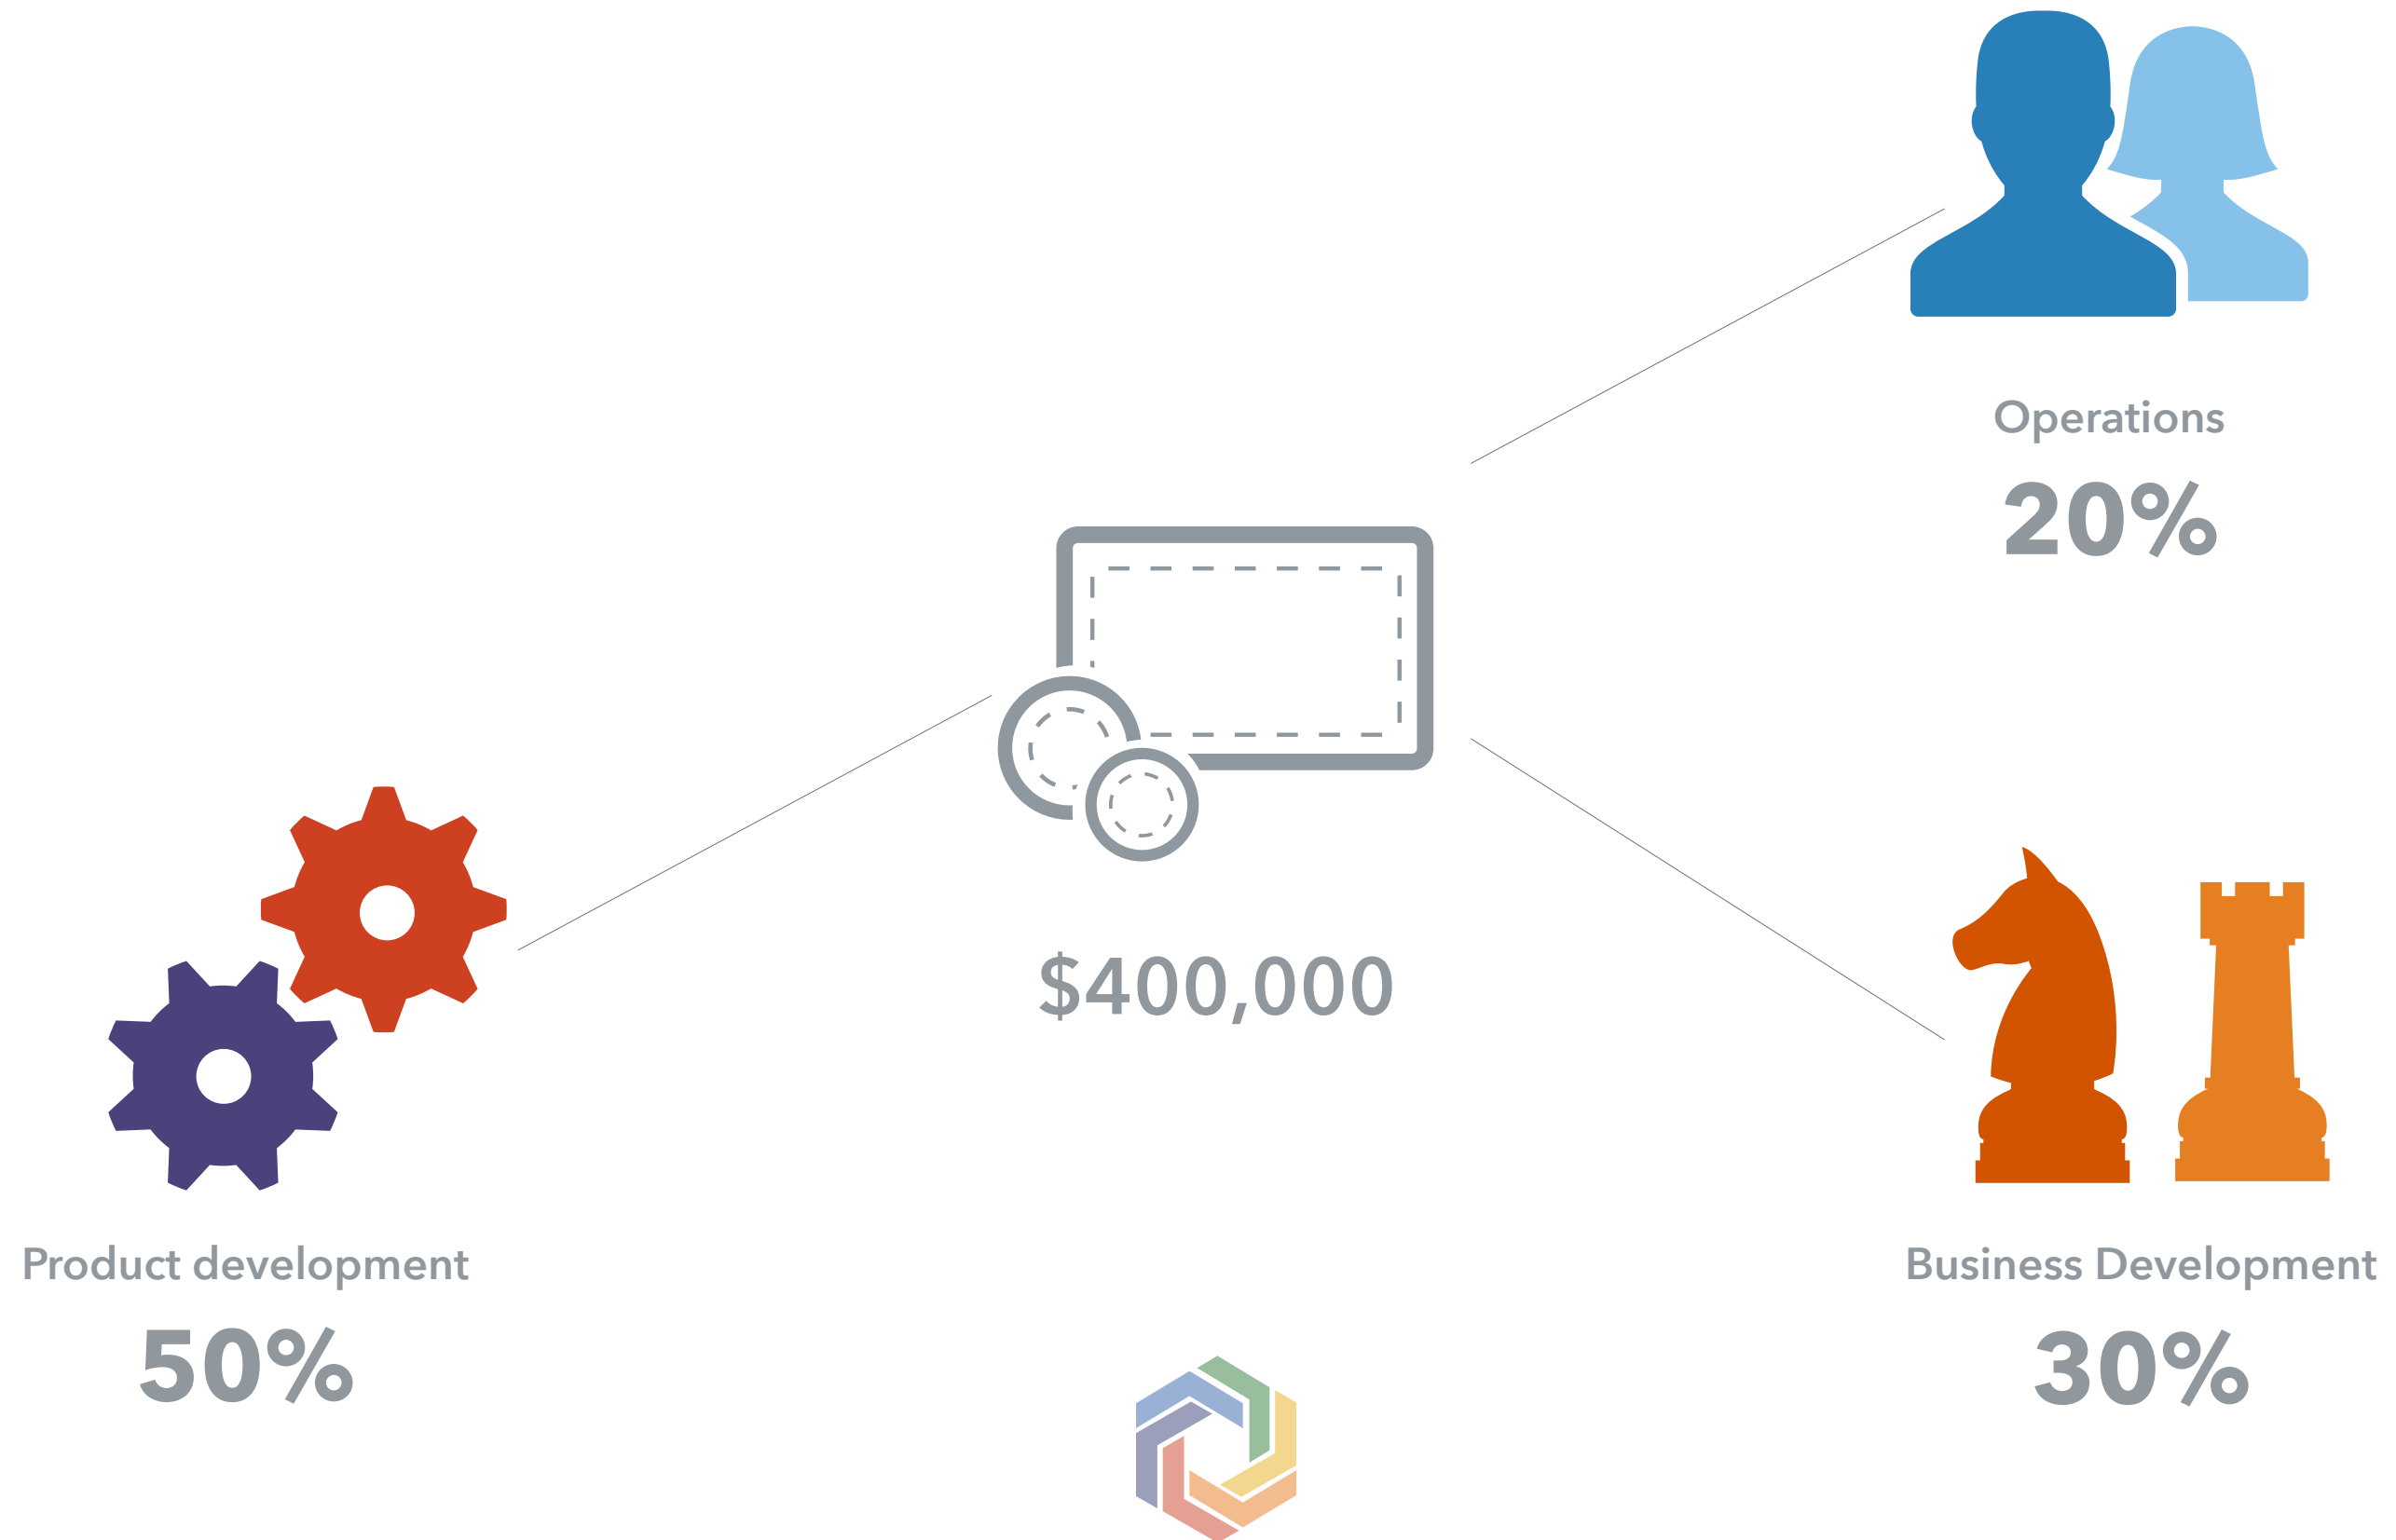 Operations
20%
$400,000
Product development
50%
Business Development
30%